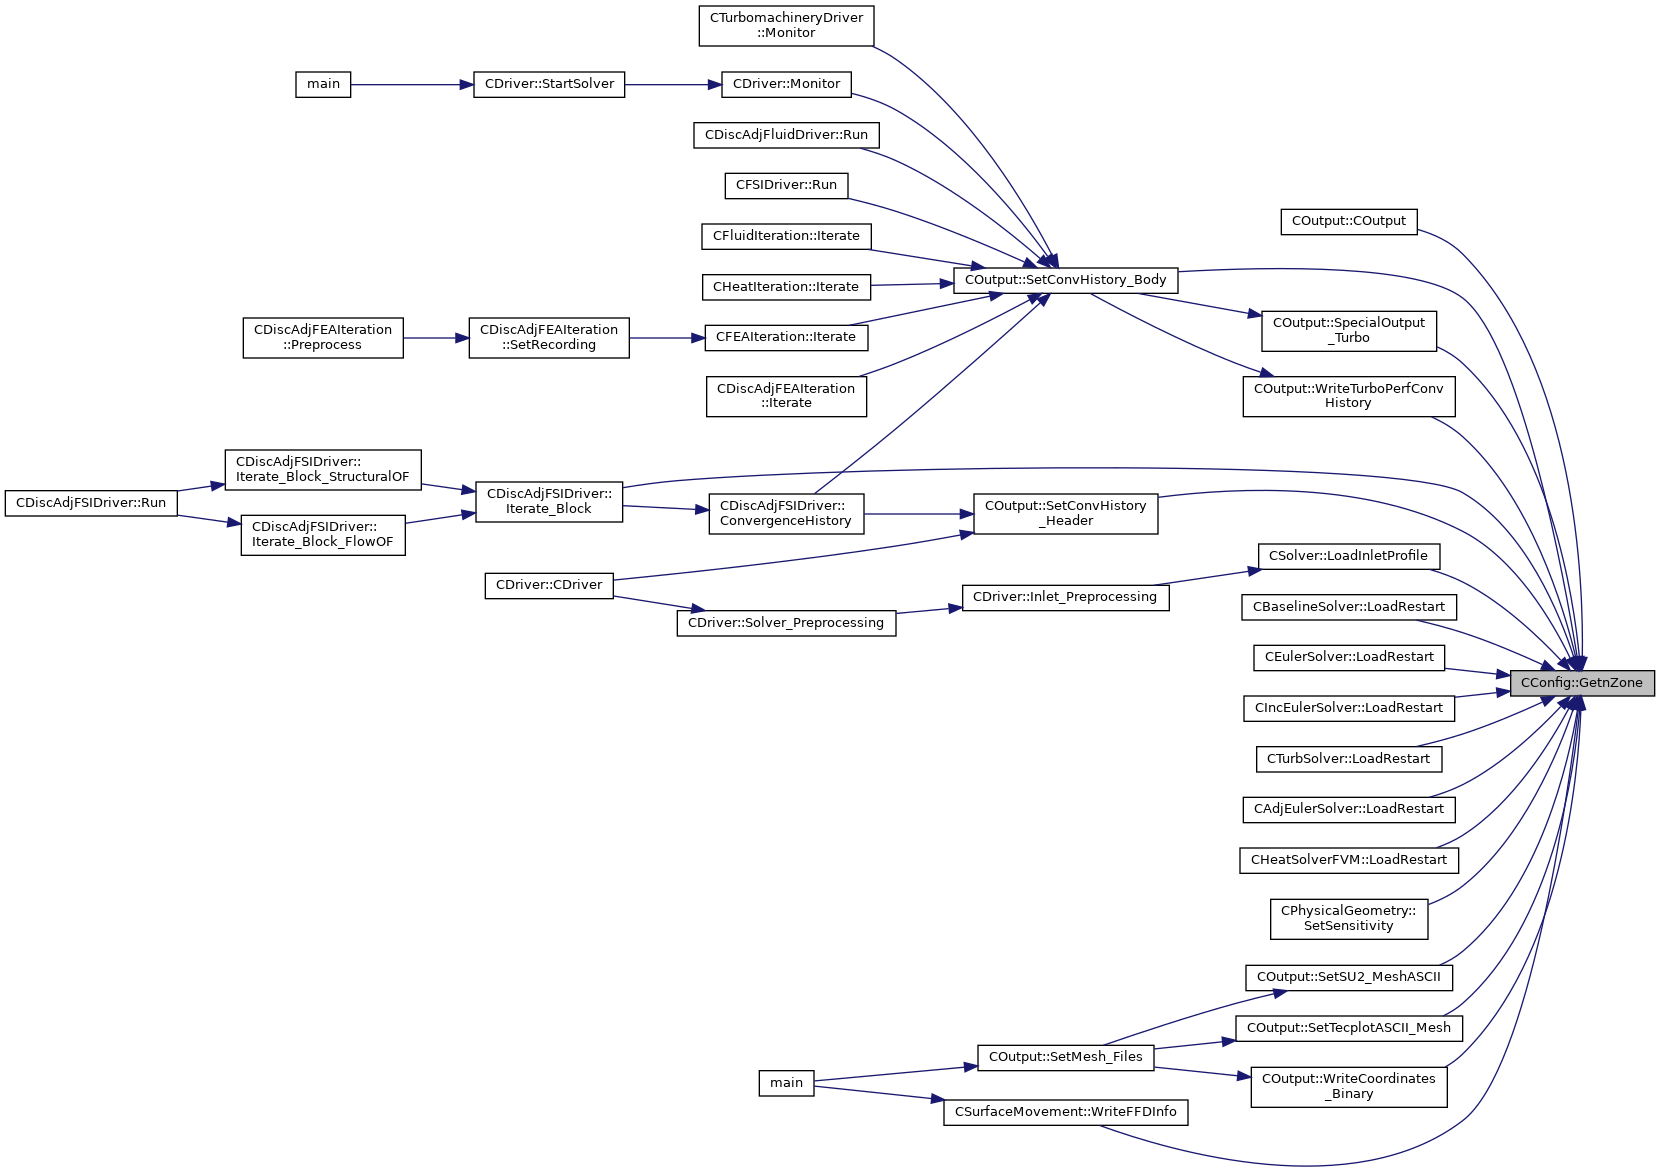 CTurbomachineryDriver
::Monitor
main
CDriver::StartSolver
CDriver::Monitor
CDiscAdjFluidDriver::Run
CFSIDriver::Run
CFluidIteration::Iterate
CHeatIteration::Iterate
CDiscAdjFEAIteration
::Preprocess
CDiscAdjFEAIteration
::SetRecording
CFEAIteration::Iterate
CDiscAdjFEAIteration
::Iterate
COutput::SetConvHistory_Body
COutput::COutput
COutput::SpecialOutput
_Turbo
COutput::WriteTurboPerfConv
History
CDiscAdjFSIDriver::Run
CDiscAdjFSIDriver::
Iterate_Block_StructuralOF
CDiscAdjFSIDriver::
Iterate_Block_FlowOF
CDiscAdjFSIDriver::
Iterate_Block
CDiscAdjFSIDriver::
ConvergenceHistory
COutput::SetConvHistory
_Header
CSolver::LoadInletProfile
CDriver::CDriver
CDriver::Inlet_Preprocessing
CDriver::Solver_Preprocessing
CBaselineSolver::LoadRestart
CEulerSolver::LoadRestart
CConfig::GetnZone
CIncEulerSolver::LoadRestart
CTurbSolver::LoadRestart
CAdjEulerSolver::LoadRestart
CHeatSolverFVM::LoadRestart
CPhysicalGeometry::
SetSensitivity
COutput::SetSU2_MeshASCII
COutput::SetTecplotASCII_Mesh
COutput::SetMesh_Files
main
COutput::WriteCoordinates
_Binary
CSurfaceMovement::WriteFFDInfo